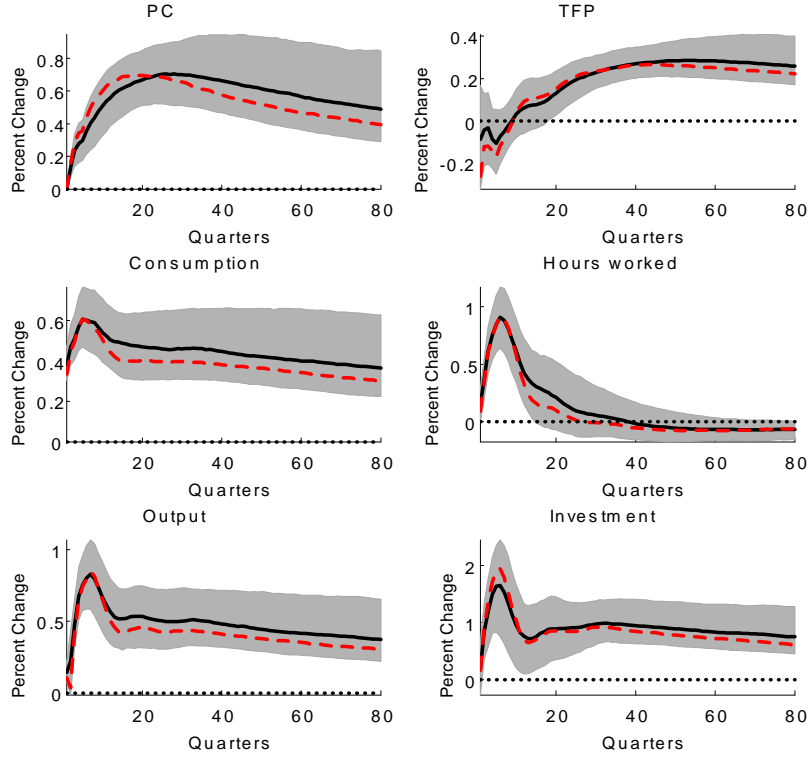 PC
Percent Change
0.8
0.6
0.4
0.2
0
20 40 60 80
Quarters
TFP
Percent Change
0.4
0.2
0
-0.2
20 40 60 80
Quarters
Consumption
Percent Change
0.6
0.4
0.2
0
20 40 60 80
Quarters
Hours worked
Percent Change
1
0.5
0
20 40 60 80
Quarters
Output
Percent Change
1
0.5
0
20 40 60 80
Quarters
Investment
Percent Change
2
1
0
20 40 60 80
Quarters